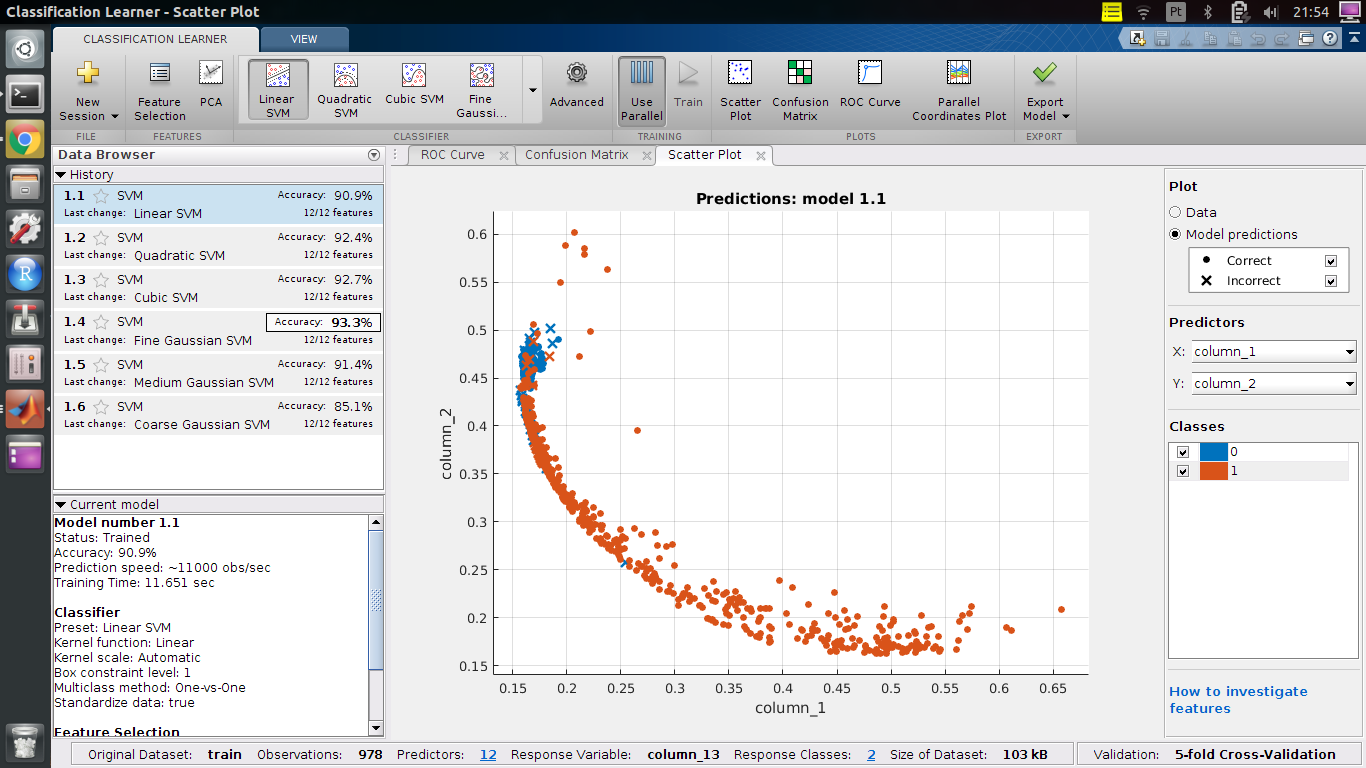 Classification Learner - Scatter Plot
Pt
21:54
CLASSIFICATION LEARNER
VIEW
New Session
Feature Selection
PCA
Linear SVM
Quadratic SVM
Cubic SVM
Fine Gaussi...
Advanced
Use Parallel
Train
Scatter Plot
Confusion Matrix
ROC Curve
Parallel Coordinates Plot
Export Model
FILE
FEATURES
CLASSIFIER
TRAINING
PLOTS
EXPORT
Data Browser
History
1.1 SVM Accuracy: 90.9%
Last change: Linear SVM 12/12 features
1.2 SVM Accuracy: 92.4%
Last change: Quadratic SVM 12/12 features
1.3 SVM Accuracy: 92.7%
Last change: Cubic SVM 12/12 features
1.4 SVM Accuracy: 93.3%
Last change: Fine Gaussian SVM 12/12 features
1.5 SVM Accuracy: 91.4%
Last change: Medium Gaussian SVM 12/12 features
1.6 SVM Accuracy: 85.1%
Last change: Coarse Gaussian SVM 12/12 features
Current model
Model number 1.1
Status: Trained
Accuracy: 90.9%
Prediction speed: ~11000 obs/sec
Training Time: 11.651 sec
Classifier
Preset: Linear SVM
Kernel function: Linear
Kernel scale: Automatic
Box constraint level: 1
Multiclass method: One-vs-One
Standardize data: true
Feature Selection
ROC Curve
Confusion Matrix
Scatter Plot
Predictions: model 1.1
0.6
0.55
0.5
0.45
0.4
0.35
0.3
0.25
0.2
0.15
column_2
0.15 0.2 0.25 0.3 0.35 0.4 0.45 0.5 0.55 0.6 0.65
column_1
Plot
Data
Model predictions
Correct
Incorrect
Predictors
X: column_1
Y: column_2
Classes
0
1
How to investigate
features
Original Dataset: train Observations: 978 Predictors: 12 Response Variable: column_13 Response Classes: 2 Size of Dataset: 103 kB Validation: 5-fold Cross-Validation